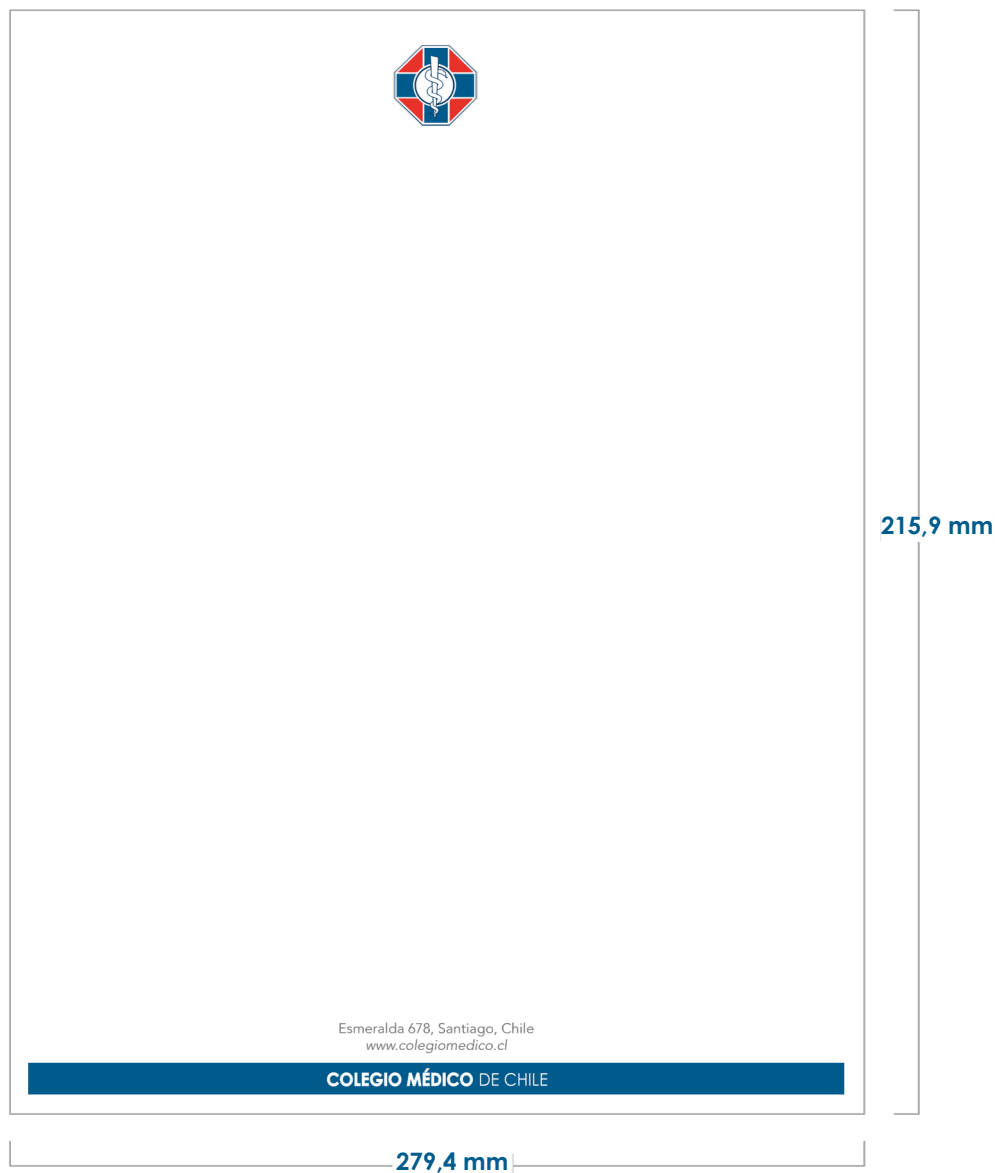 215,9 mm
Esmeralda 678, Santiago, Chile
www.colegiomedico.cl
COLEGIO MÉDICO DE CHILE
279,4 mm